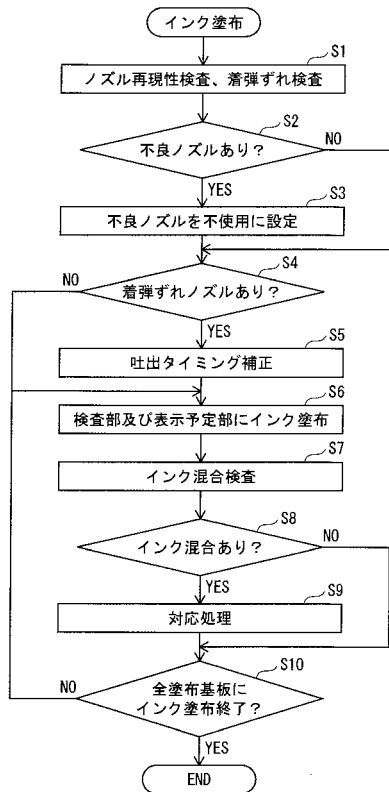 インク塗布
S1
ノズル再現性検査、着弾ずれ検査
S2
不良ノズルあり?
NO
YES
S3
不良ノズルを不使用に設定
S4
NO
着弾ずれノズルあり?
YES
S5
吐出タイミング補正
S6
検査部及び表示予定部にインク塗布
S7
インク混合検査
S8
インク混合あり?
NO
YES
S9
対応処理
S10
NO
全塗布基板に
インク塗布終了?
YES
END